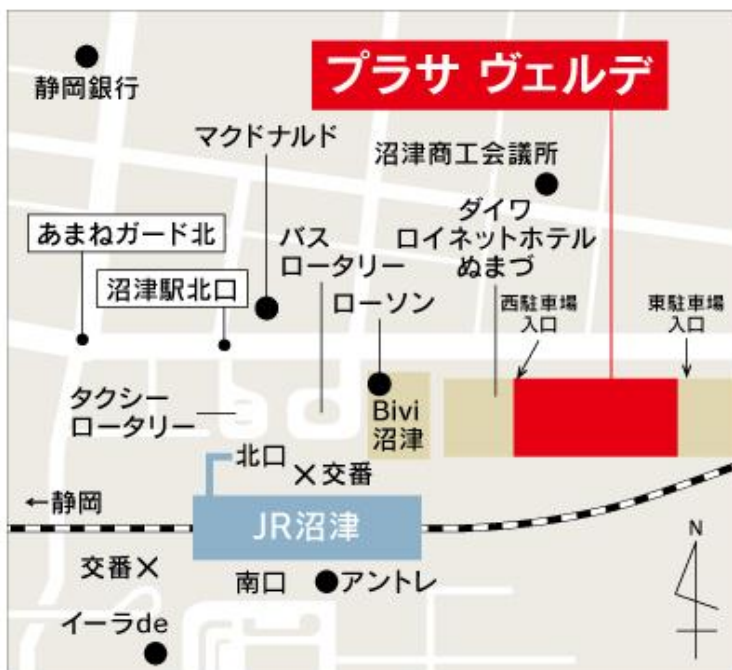 プラサ ヴェルデ
静岡銀行
マクドナルド
沼津商工会議所
あまねガード北
バス
ロータリー
ダイワ
ロイネットホテル
ぬまづ
沼津駅北口
ローソン
西駐車場
入口
東駐車場
入口
タクシー
ロータリー
Bivi
沼津
北口
交番
←静岡
JR沼津
N
交番
南口
アントレ
イーラde